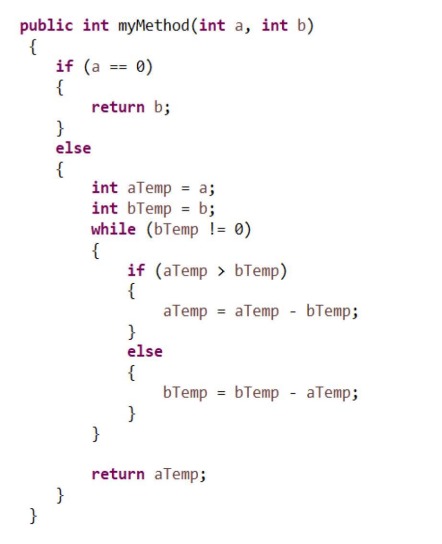 public int myMethod(int a, int b)
{
if (a == 0)
{
return b;
}
else
{
int aTemp = a;
int bTemp = b;
while (bTemp != 0)
{
if (aTemp > bTemp)
{
aTemp = aTemp - bTemp;
}
else
{
bTemp = bTemp - aTemp;
}
}
return aTemp;
}
}